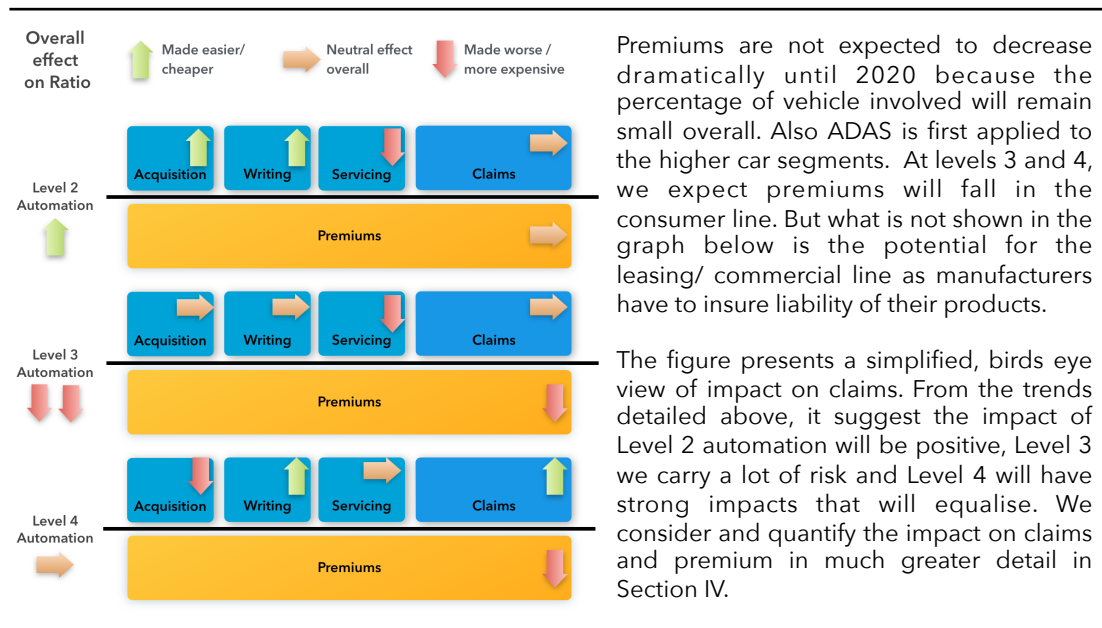 Overall
effect
on Ratio
Made easier/
cheaper
Neutral effect
overall
Made worse /
more expensive
Level 2
Automation
Acquisition
Writing
Servicing
Claims
Premiums
Level 3
Automation
Acquisition
Writing
Servicing
Claims
Premiums
Level 4
Automation
Acquisition
Writing
Servicing
Claims
Premiums
Premiums are not expected to decrease
dramatically until 2020 because the
percentage of vehicle involved will remain
small overall. Also ADAS is first applied to
the higher car segments. At levels 3 and 4,
we expect premiums will fall in the
consumer line. But what is not shown in the
graph below is the potential for the
leasing/ commercial line as manufacturers
have to insure liability of their products.
The figure presents a simplified, birds eye
view of impact on claims. From the trends
detailed above, it suggest the impact of
Level 2 automation will be positive, Level 3
we carry a lot of risk and Level 4 will have
strong impacts that will equalise. We
consider and quantify the impact on claims
and premium in much greater detail in
Section IV.